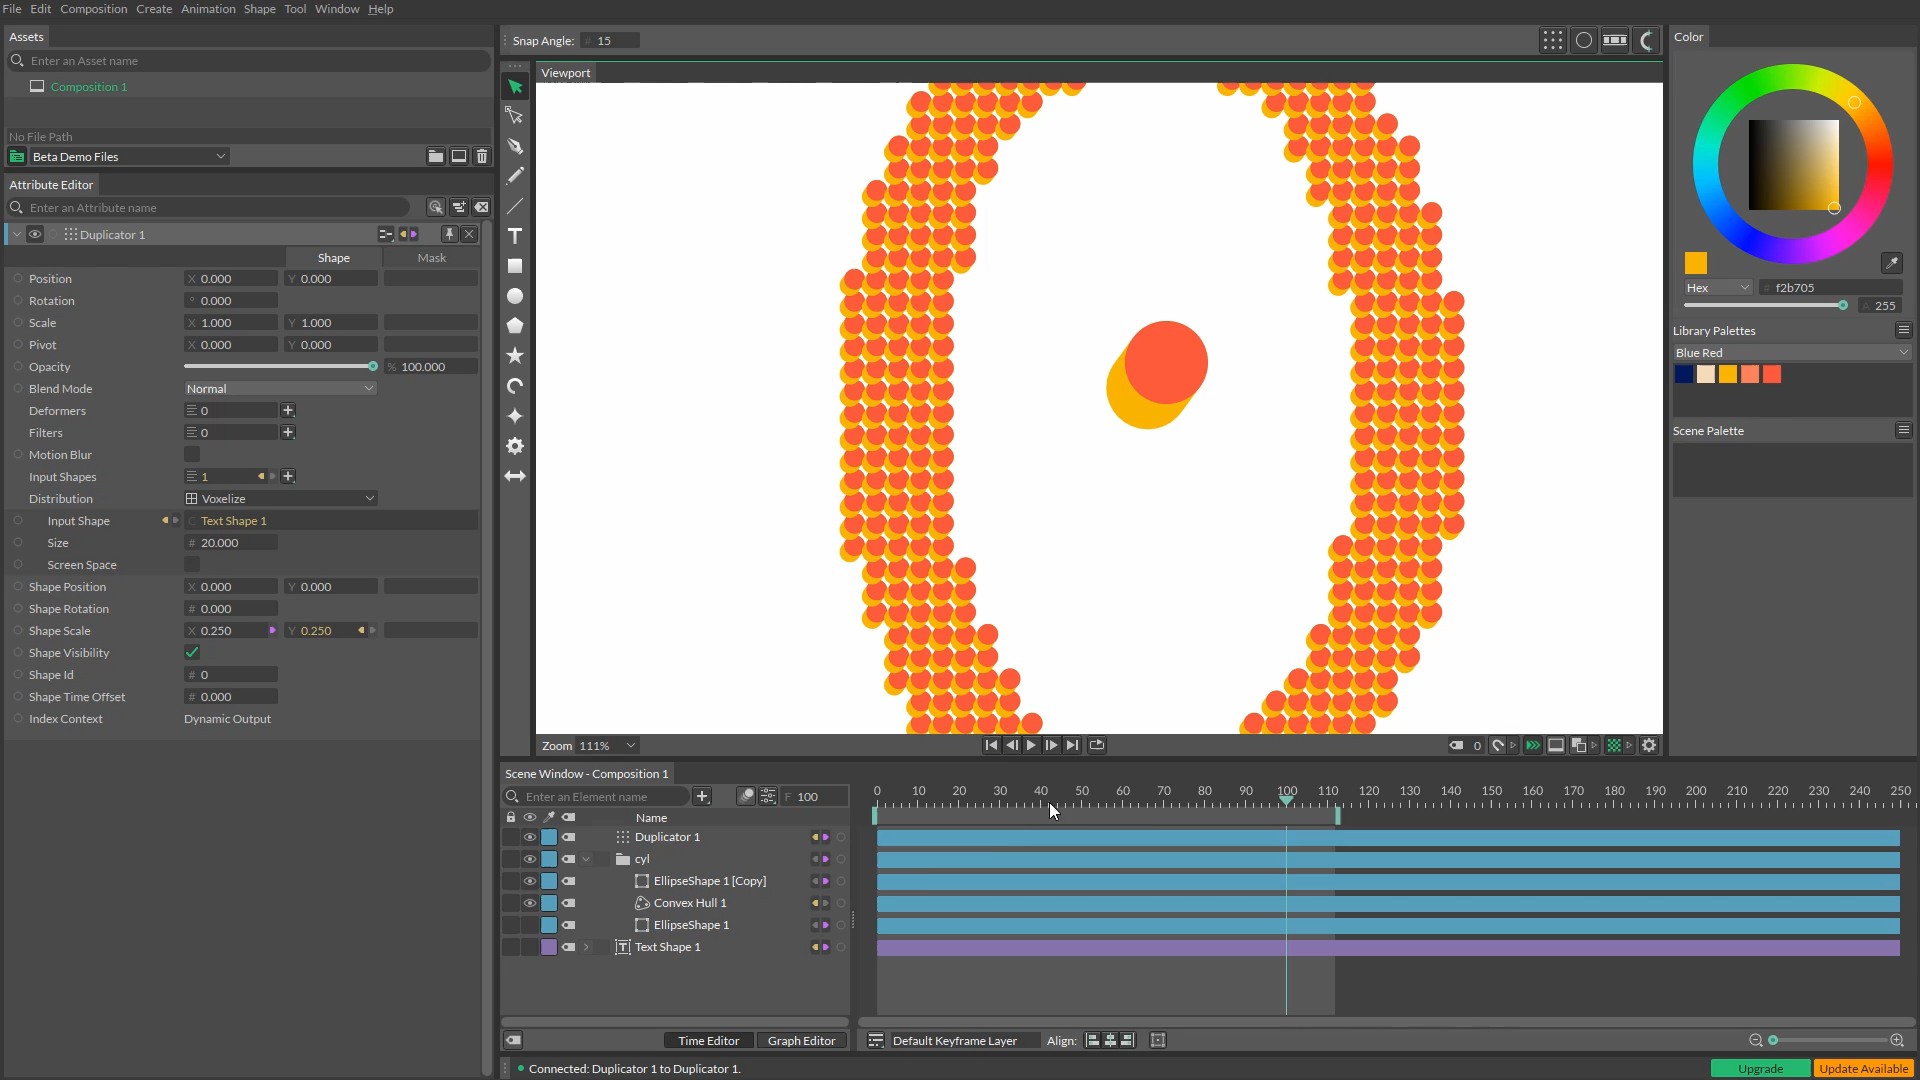 File Edit Composition Create Animation Shape Tool Window Help
Assets
Enter an Asset name
Composition 1
No File Path
Beta Demo Files
Attribute Editor
Enter an Attribute name
Duplicator 1
Shape Mask
Position X 0.000 Y 0.000
Rotation ° 0.000
Scale X 1.000 Y 1.000
Pivot X 0.000 Y 0.000
Opacity % 100.000
Blend Mode Normal
Deformers 0 +
Filters 0 +
Motion Blur
Input Shapes 1 +
Distribution Voxelize
Input Shape Text Shape 1
Size # 20.000
Screen Space
Shape Position X 0.000 Y 0.000
Shape Rotation # 0.000
Shape Scale X 0.250 Y 0.250
Shape Visibility
Shape Id # 0
Shape Time Offset # 0.000
Index Context Dynamic Output
Snap Angle: 15
Viewport
Zoom 111%
0
Color
Hex # f2b705
A 255
Library Palettes
Blue Red
Scene Palette
Scene Window - Composition 1
Enter an Element name
F 100
0 10 20 30 40 50 60 70 80 90 100 110 120 130 140 150 160 170 180 190 200 210 220 230 240 250
Name
Duplicator 1
cyl
EllipseShape 1 [Copy]
Convex Hull 1
EllipseShape 1
Text Shape 1
Time Editor Graph Editor
Default Keyframe Layer Align:
Connected: Duplicator 1 to Duplicator 1.
Upgrade Update Available